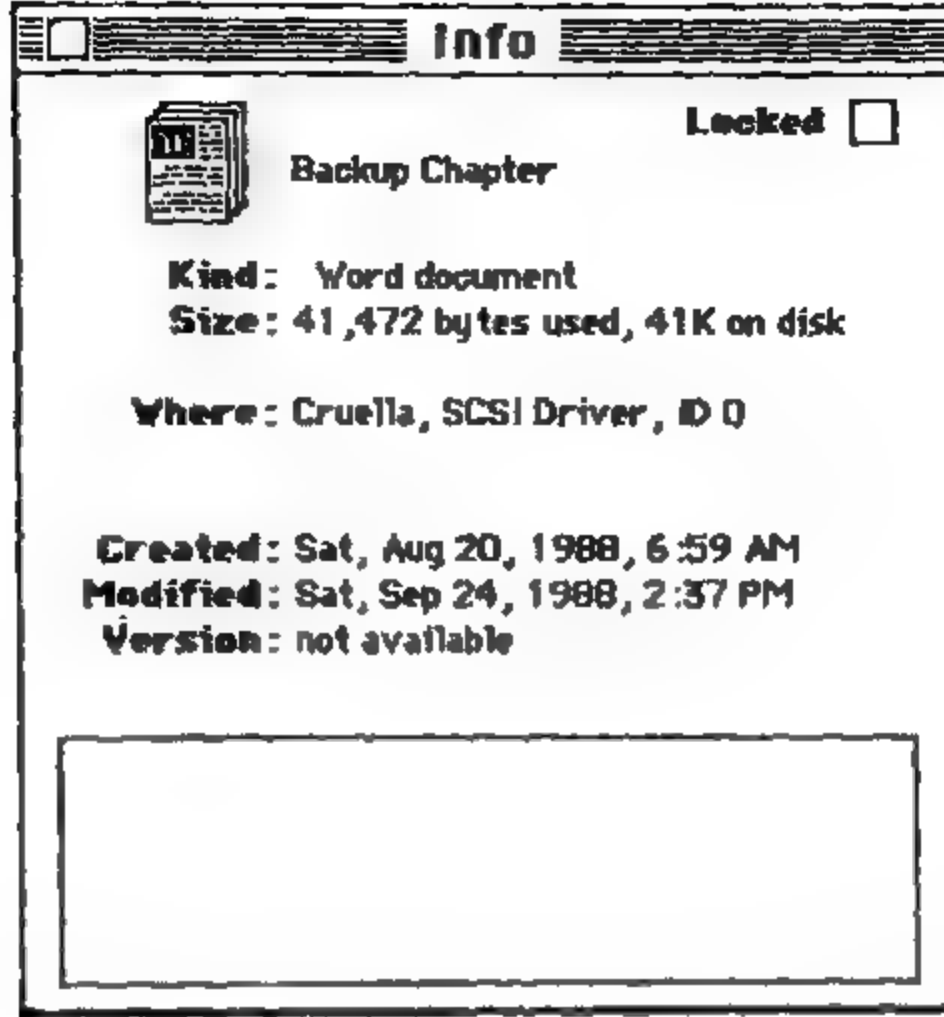 Info
Locked
Backup Chapter
Kind: Word document
Size: 41,472 bytes used, 41K on disk
Where: Cruella, SCSI Driver, ID 0
Created: Sat, Aug 20, 1988, 6:59 AM
Modified: Sat, Sep 24, 1988, 2:37 PM
Version: not available